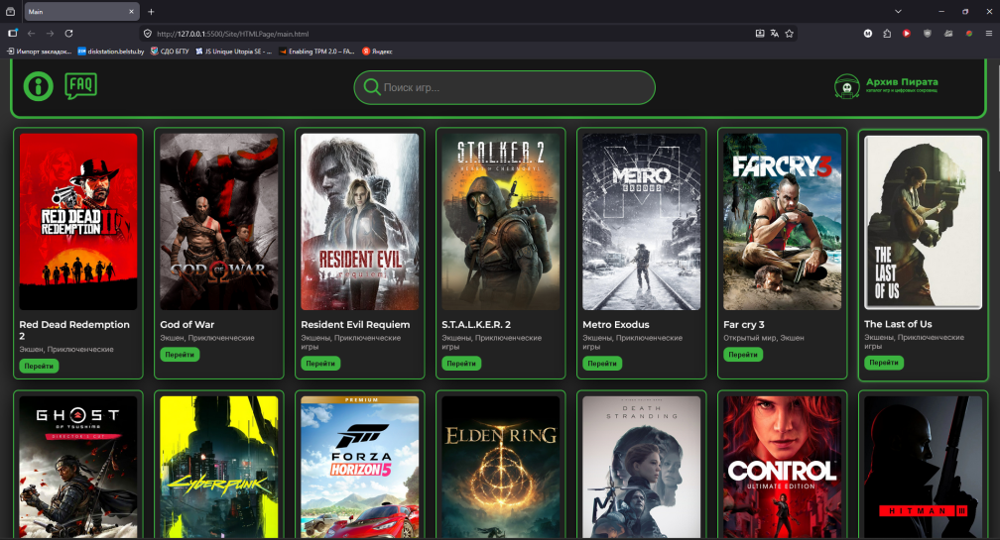 Main
http://127.0.0.1:5500/Site/HTMLPage/main.html
Импорт закладок...
diskstation.belstu.by
СДО БГТУ
JS Unique Utopia SE - ...
Enabling TPM 2.0 – FA...
Яндекс
FAQ
Поиск игр...
Архив Пирата
каталог игр и цифровых сокровищ
RED DEAD
REDEMPTION II
GOD OF WAR
RESIDENT EVIL
requiem
S.T.A.L.K.E.R. 2
METRO
EXODUS
FARCRY3
THE
LAST
OF US
Red Dead Redemption
2
Экшен, Приключенческие
Перейти
God of War
Экшен, Приключенческие
Перейти
Resident Evil Requiem
Экшены, Приключенческие
игры
Перейти
S.T.A.L.K.E.R. 2
Экшены, Приключенческие
игры
Перейти
Metro Exodus
Экшены, Приключенческие
игры
Перейти
Far cry 3
Открытый мир, Экшен
Перейти
The Last of Us
Экшены, Приключенческие
игры
Перейти
GHOST
OF TSUSHIMA
DIRECTOR'S CUT
Cyberpunk
PREMIUM
FORZA
HORIZON 5
ELDEN RING
DEATH
STRANDING
CONTROL
ULTIMATE EDITION
HITMAN III